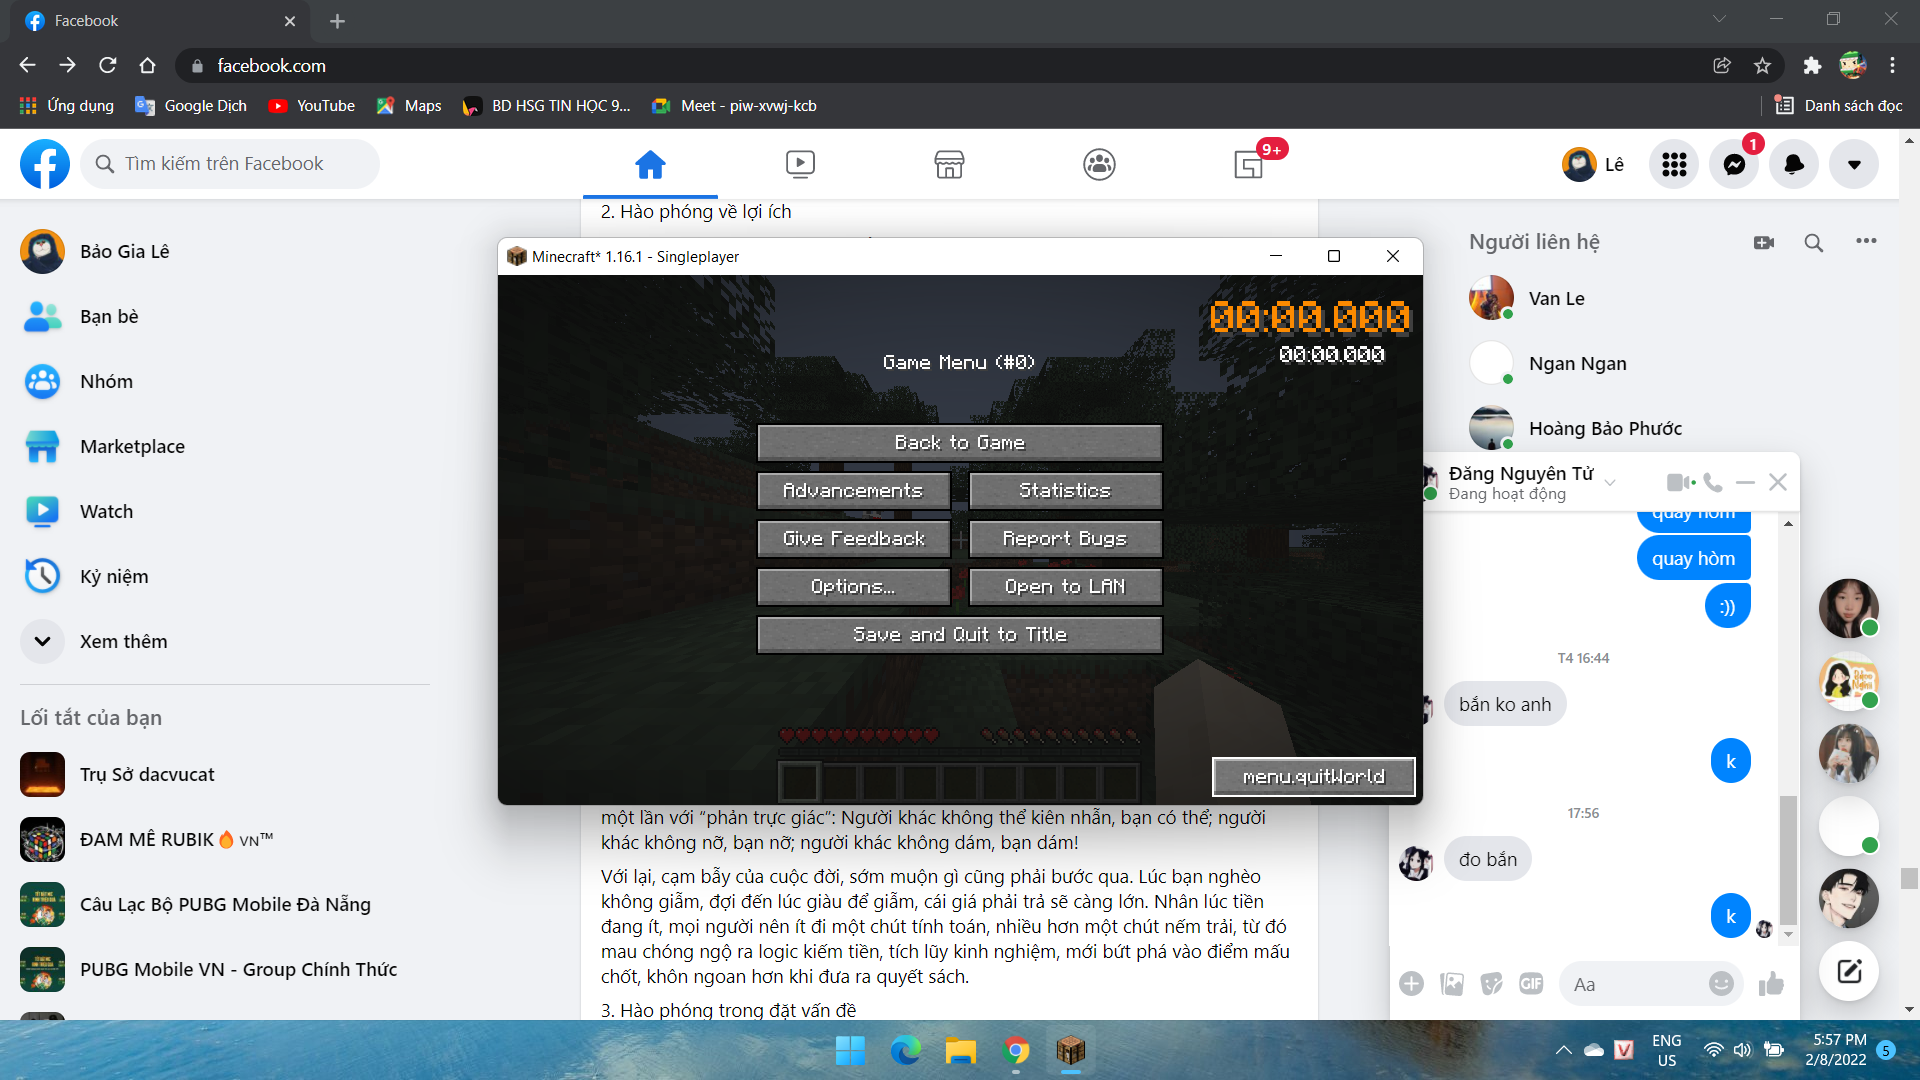 Facebook
facebook.com
Ứng dụng
Google Dịch
YouTube
Maps
BD HSG TIN HỌC 9...
Meet - piw-xvwj-kcb
Danh sách đọc
Tìm kiếm trên Facebook
9+
Lê
1
Bảo Gia Lê
Bạn bè
Nhóm
Marketplace
Watch
Kỷ niệm
Xem thêm
Lối tắt của bạn
Trụ Sở dacvucat
ĐAM MÊ RUBIK🔥 VN™
Câu Lạc Bộ PUBG Mobile Đà Nẵng
PUBG Mobile VN - Group Chính Thức
2. Hào phóng về lợi ích
Minecraft* 1.16.1 - Singleplayer
00:00.000
00:00.000
Game Menu (#0)
Back to Game
Advancements
Statistics
Give Feedback
Report Bugs
Options...
Open to LAN
Save and Quit to Title
menu.quitWorld
một lần với “phản trực giác”: Người khác không thể kiên nhẫn, bạn có thể; người
khác không nỡ, bạn nỡ; người khác không dám, bạn dám!
Với lại, cạm bẫy của cuộc đời, sớm muộn gì cũng phải bước qua. Lúc bạn nghèo
không giẫm, đợi đến lúc giàu để giẫm, cái giá phải trả sẽ càng lớn. Nhân lúc tiền
đang ít, mọi người nên ít đi một chút tính toán, nhiều hơn một chút nếm trải, từ đó
mau chóng ngộ ra logic kiếm tiền, tích lũy kinh nghiệm, mới bứt phá vào điểm mấu
chốt, khôn ngoan hơn khi đưa ra quyết sách.
3. Hào phóng trong đặt vấn đề
Người liên hệ
Van Le
Ngan Ngan
Hoàng Bảo Phước
Đăng Nguyên Tử
Đang hoạt động
quay hòm
quay hòm
:))
T4 16:44
bắn ko anh
k
17:56
đo bắn
k
GIF
Aa
ENG
US
5:57 PM
2/8/2022
5